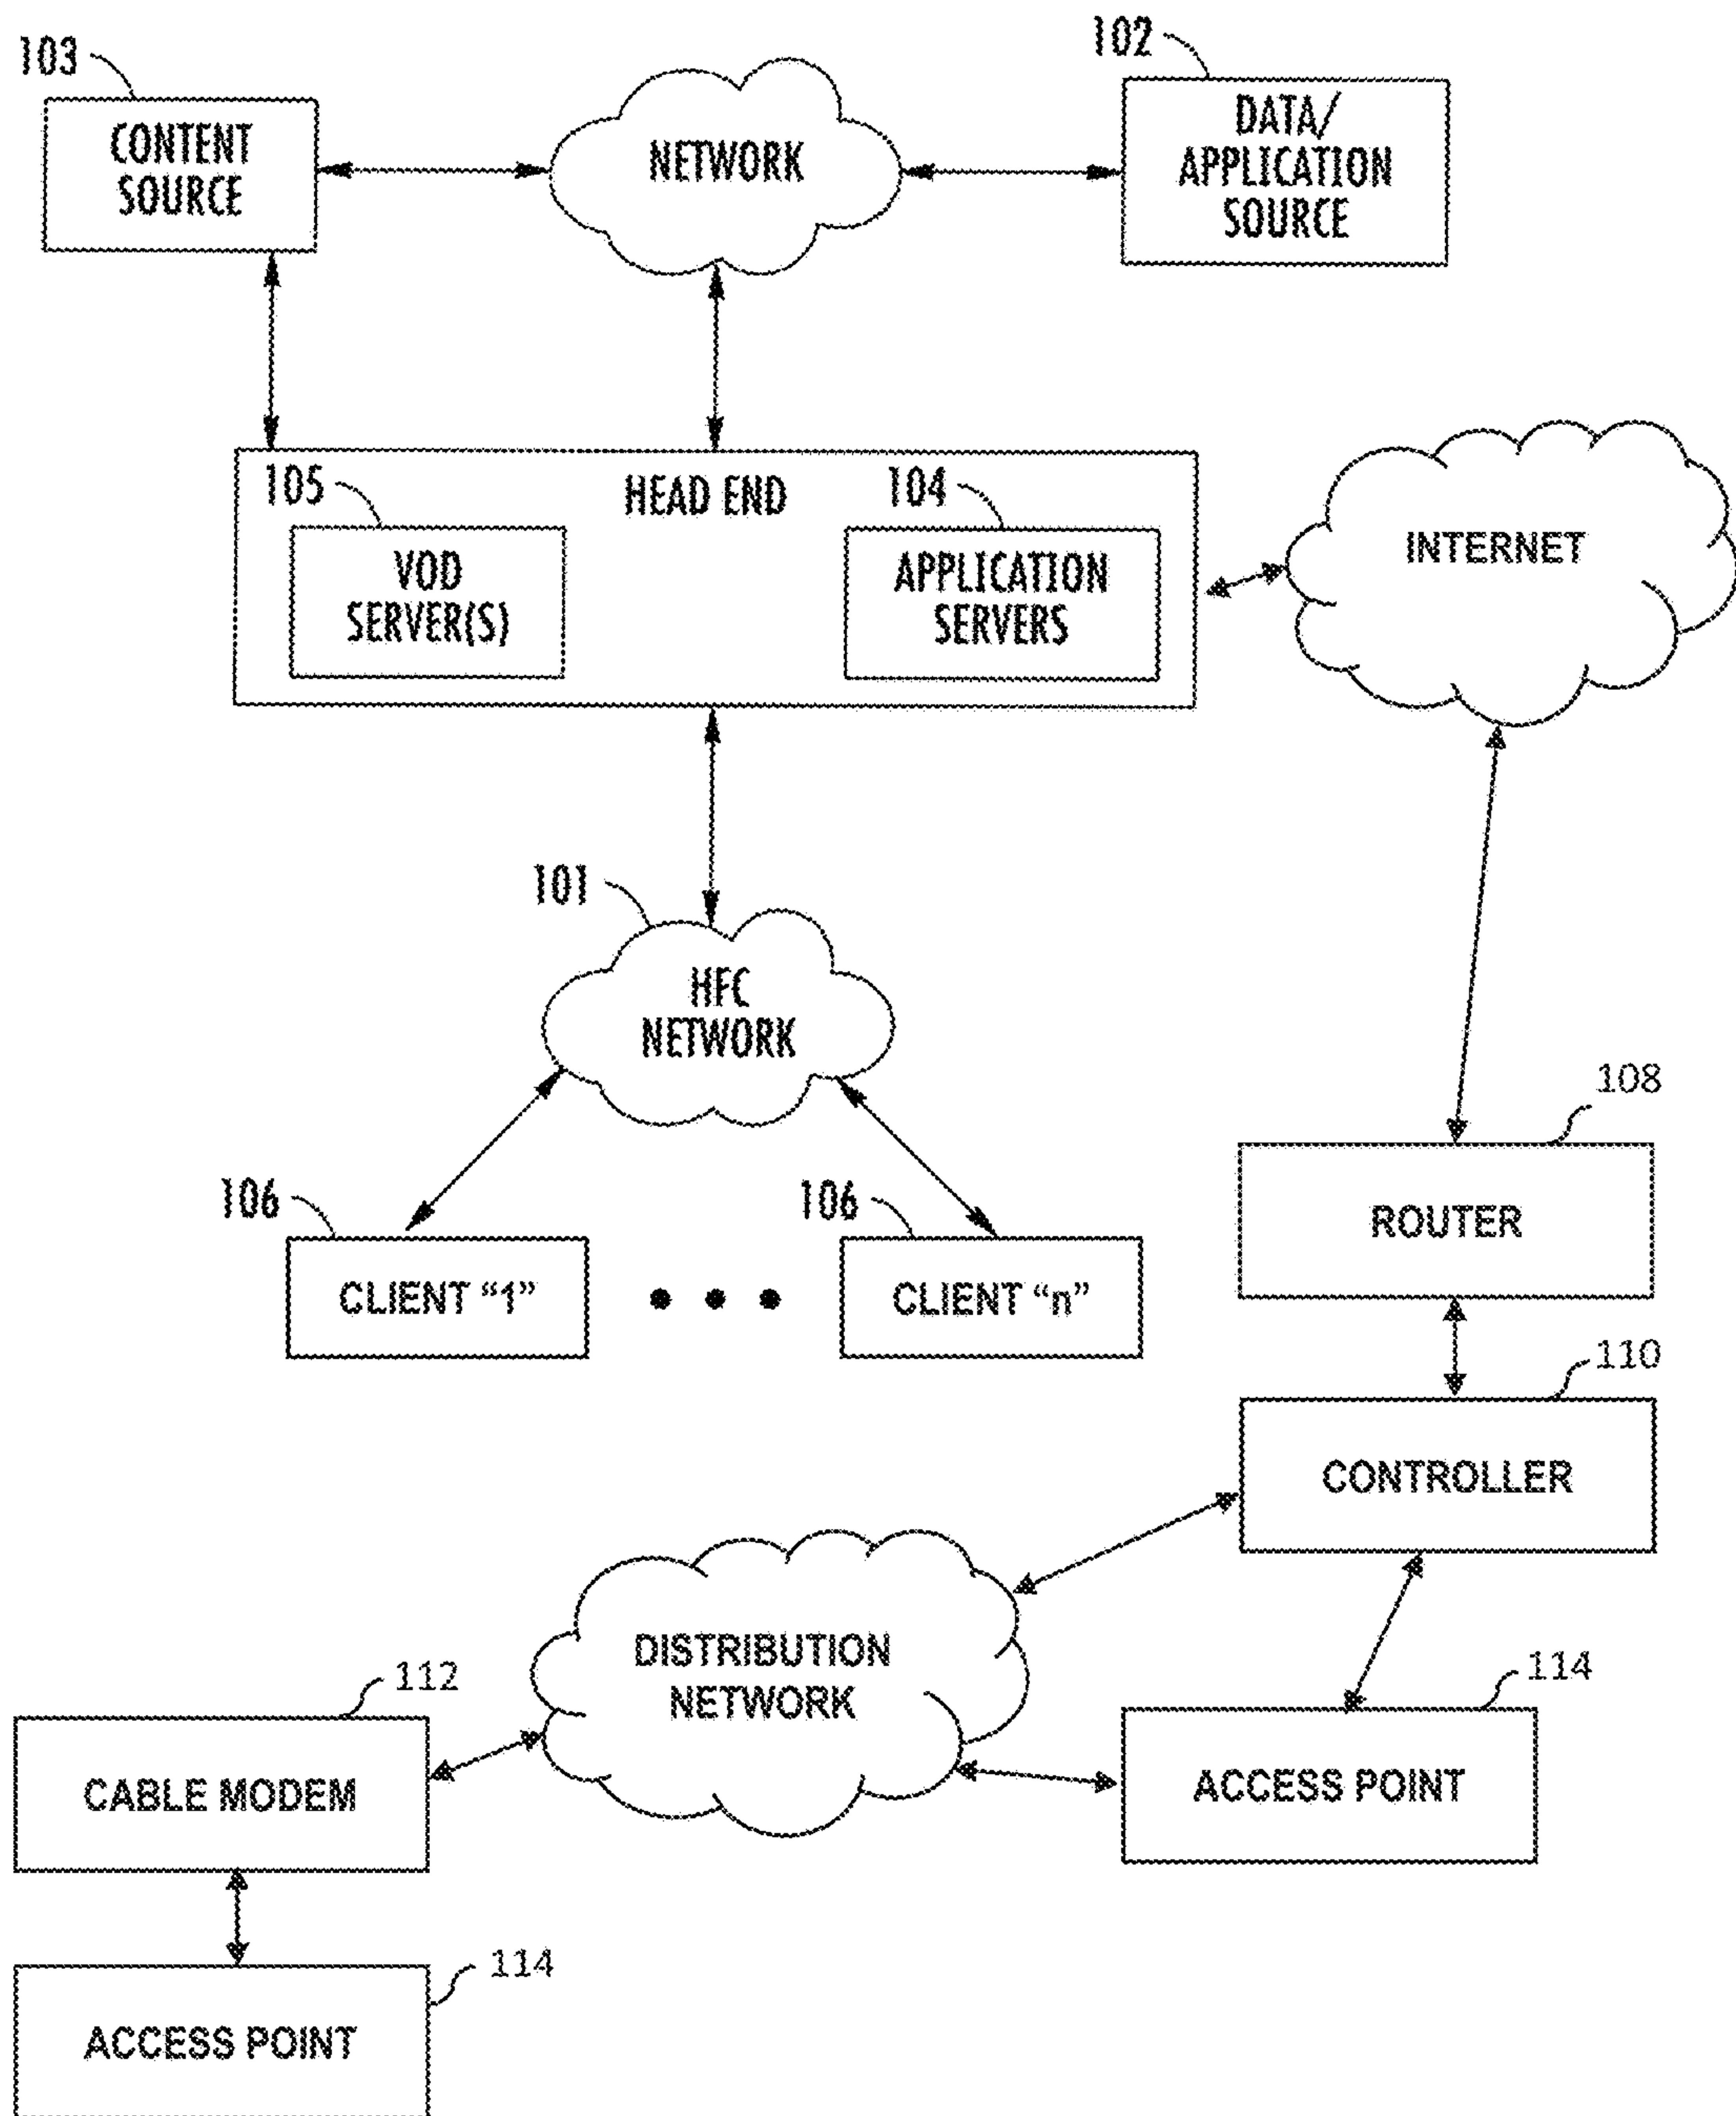 103
102
CONTENT
SOURCE
NETWORK
DATA/
APPLICATION
SOURCE
105
HEAD END
104
VOD
SERVER(S)
APPLICATION
SERVERS
INTERNET
101
HFC
NETWORK
108
106
106
ROUTER
CLIENT "1"
• • •
CLIENT "n"
110
CONTROLLER
DISTRIBUTION
NETWORK
112
114
CABLE MODEM
ACCESS POINT
114
ACCESS POINT